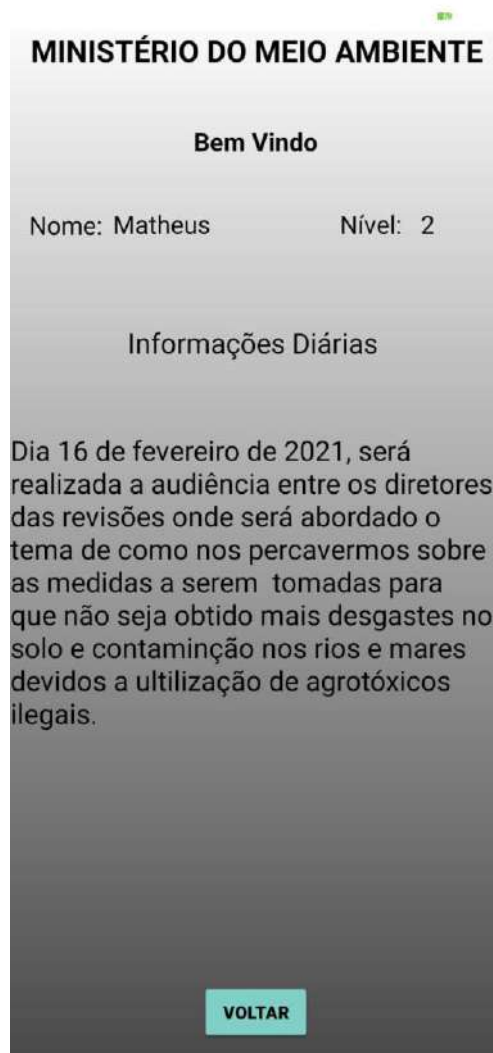 MINISTÉRIO DO MEIO AMBIENTE
Bem Vindo
Nome: Matheus Nível: 2
Informações Diárias
Dia 16 de fevereiro de 2021, será
realizada a audiência entre os diretores
das revisões onde será abordado o
tema de como nos percavermos sobre
as medidas a serem tomadas para
que não seja obtido mais desgastes no
solo e contaminção nos rios e mares
devidos a ultilização de agrotóxicos
ilegais.
VOLTAR